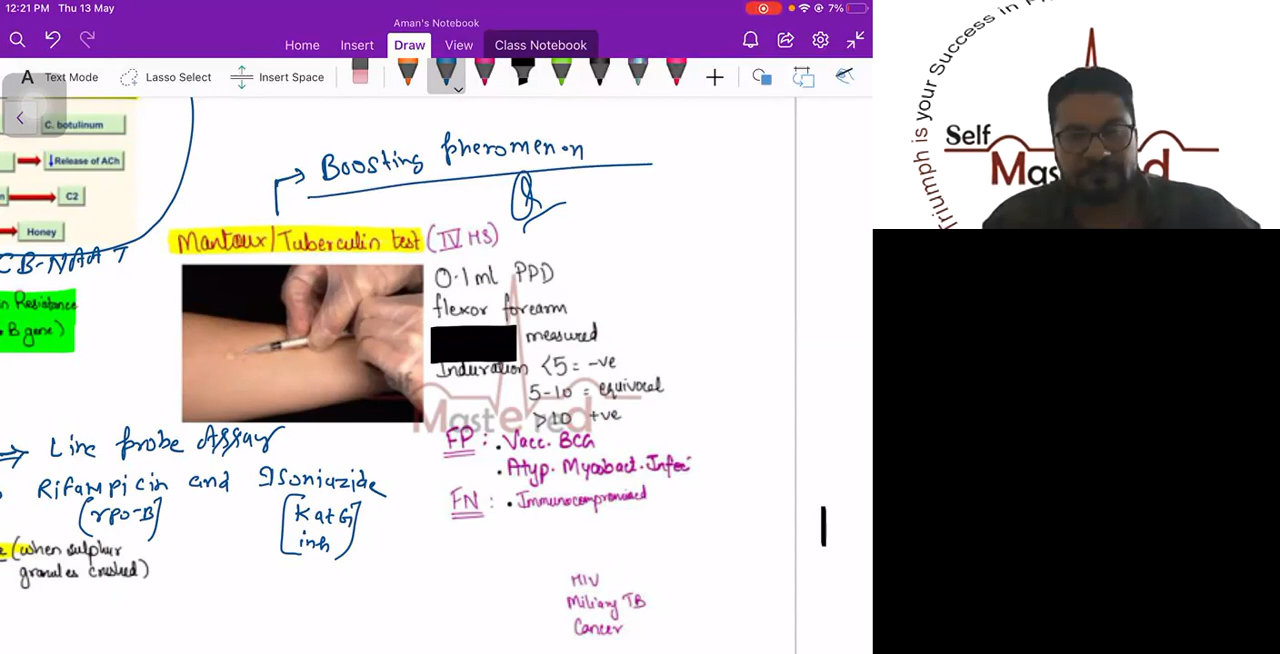 12:21 PM Thu 13 May
7%
Aman's Notebook
Home Insert Draw View Class Notebook
Text Mode Lasso Select Insert Space
C. botulinum
↓Release of ACh
C2
Honey
CB-NAAT
Resistance
B gene)
Boosting phenomenon
Mantoux/Tuberculin test (IV HS)
0.1ml PPD
flexor forearm
measured
Induration <5 = -ve
5-10 = equivocal
>10 +ve
FP : • Vacc. BCG
• Atyp. Mycobact. Infec
FN : • Immunocompromised
HIV
Miliary TB
Cancer
⇒ Line probe Assay
Rifampicin and Isoniazide
[rpo-B] [Kat G
inh]
(when sulphur
granules crushed)
Self
Mastered
Triumph is your Success in
Self
Mas ered